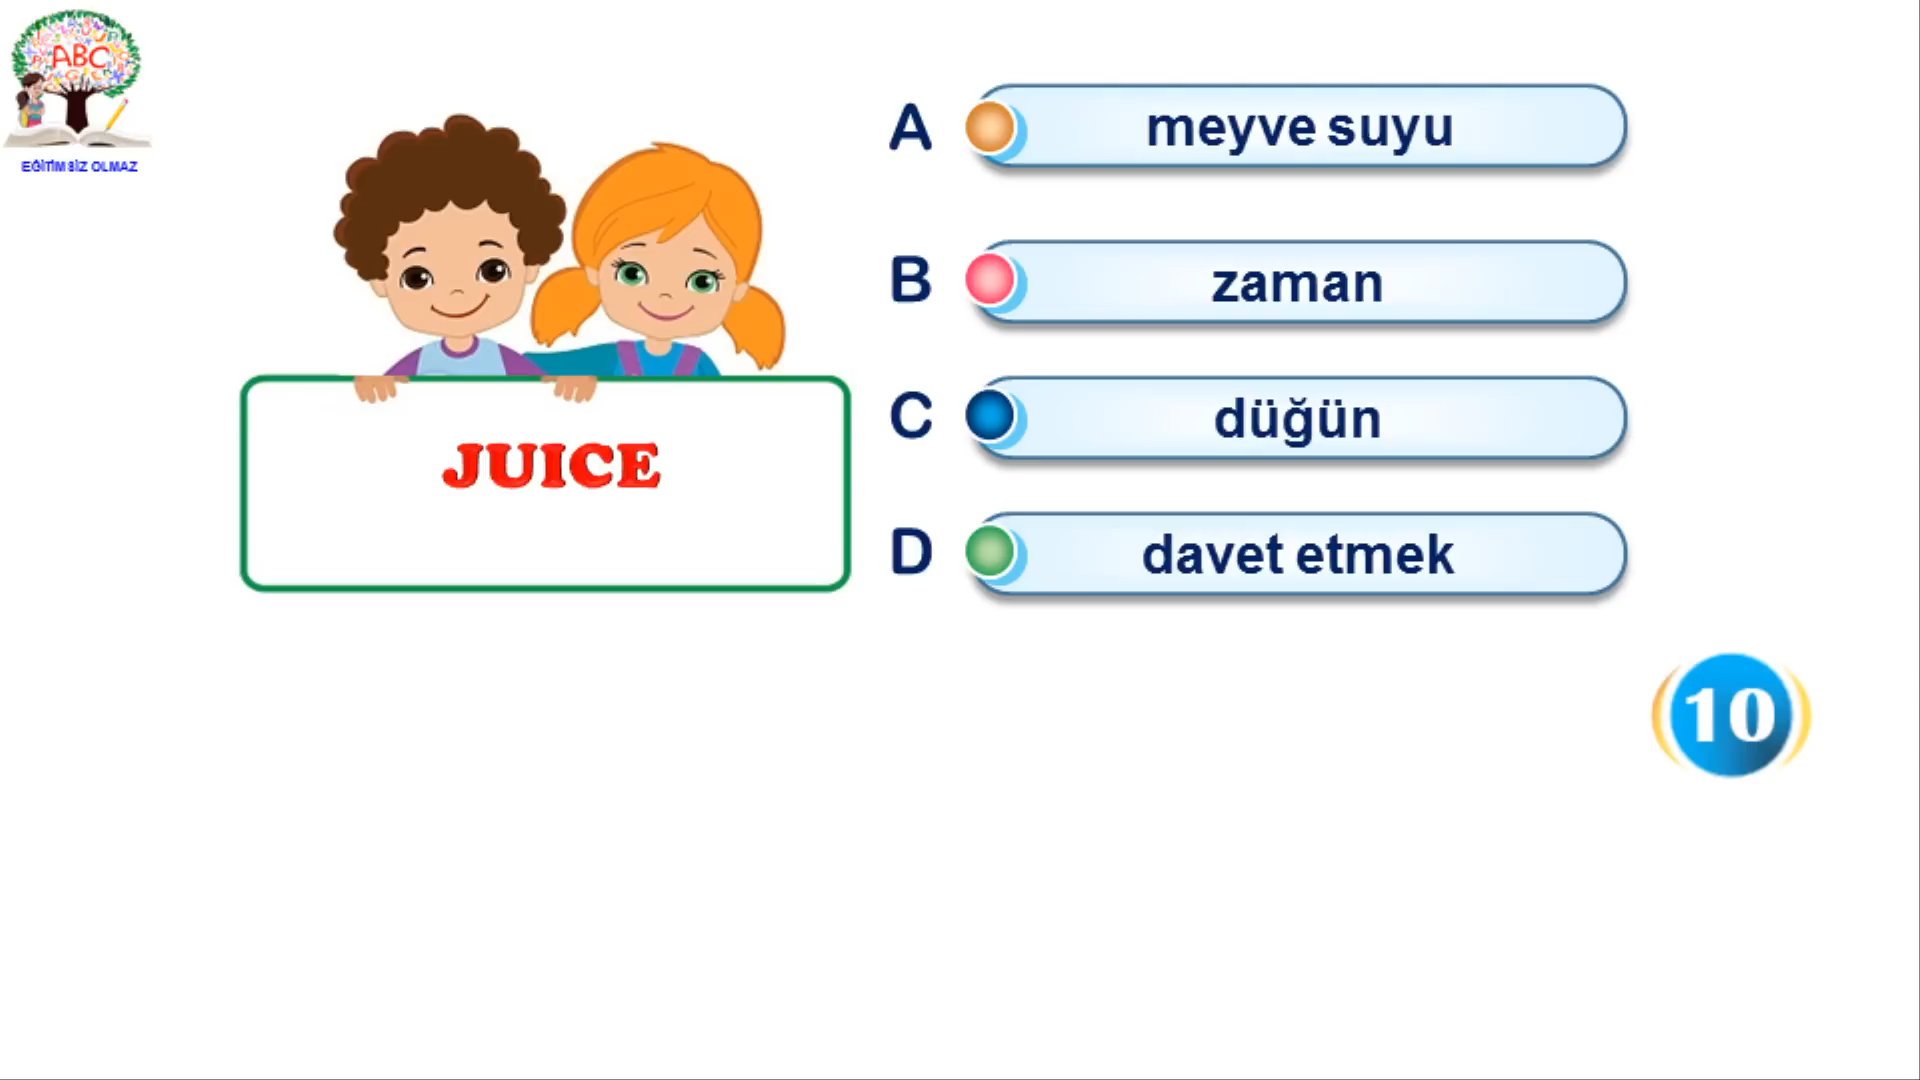 ABC
EĞİTİM SİZ OLMAZ
JUICE
A meyve suyu
B zaman
C düğün
D davet etmek
10